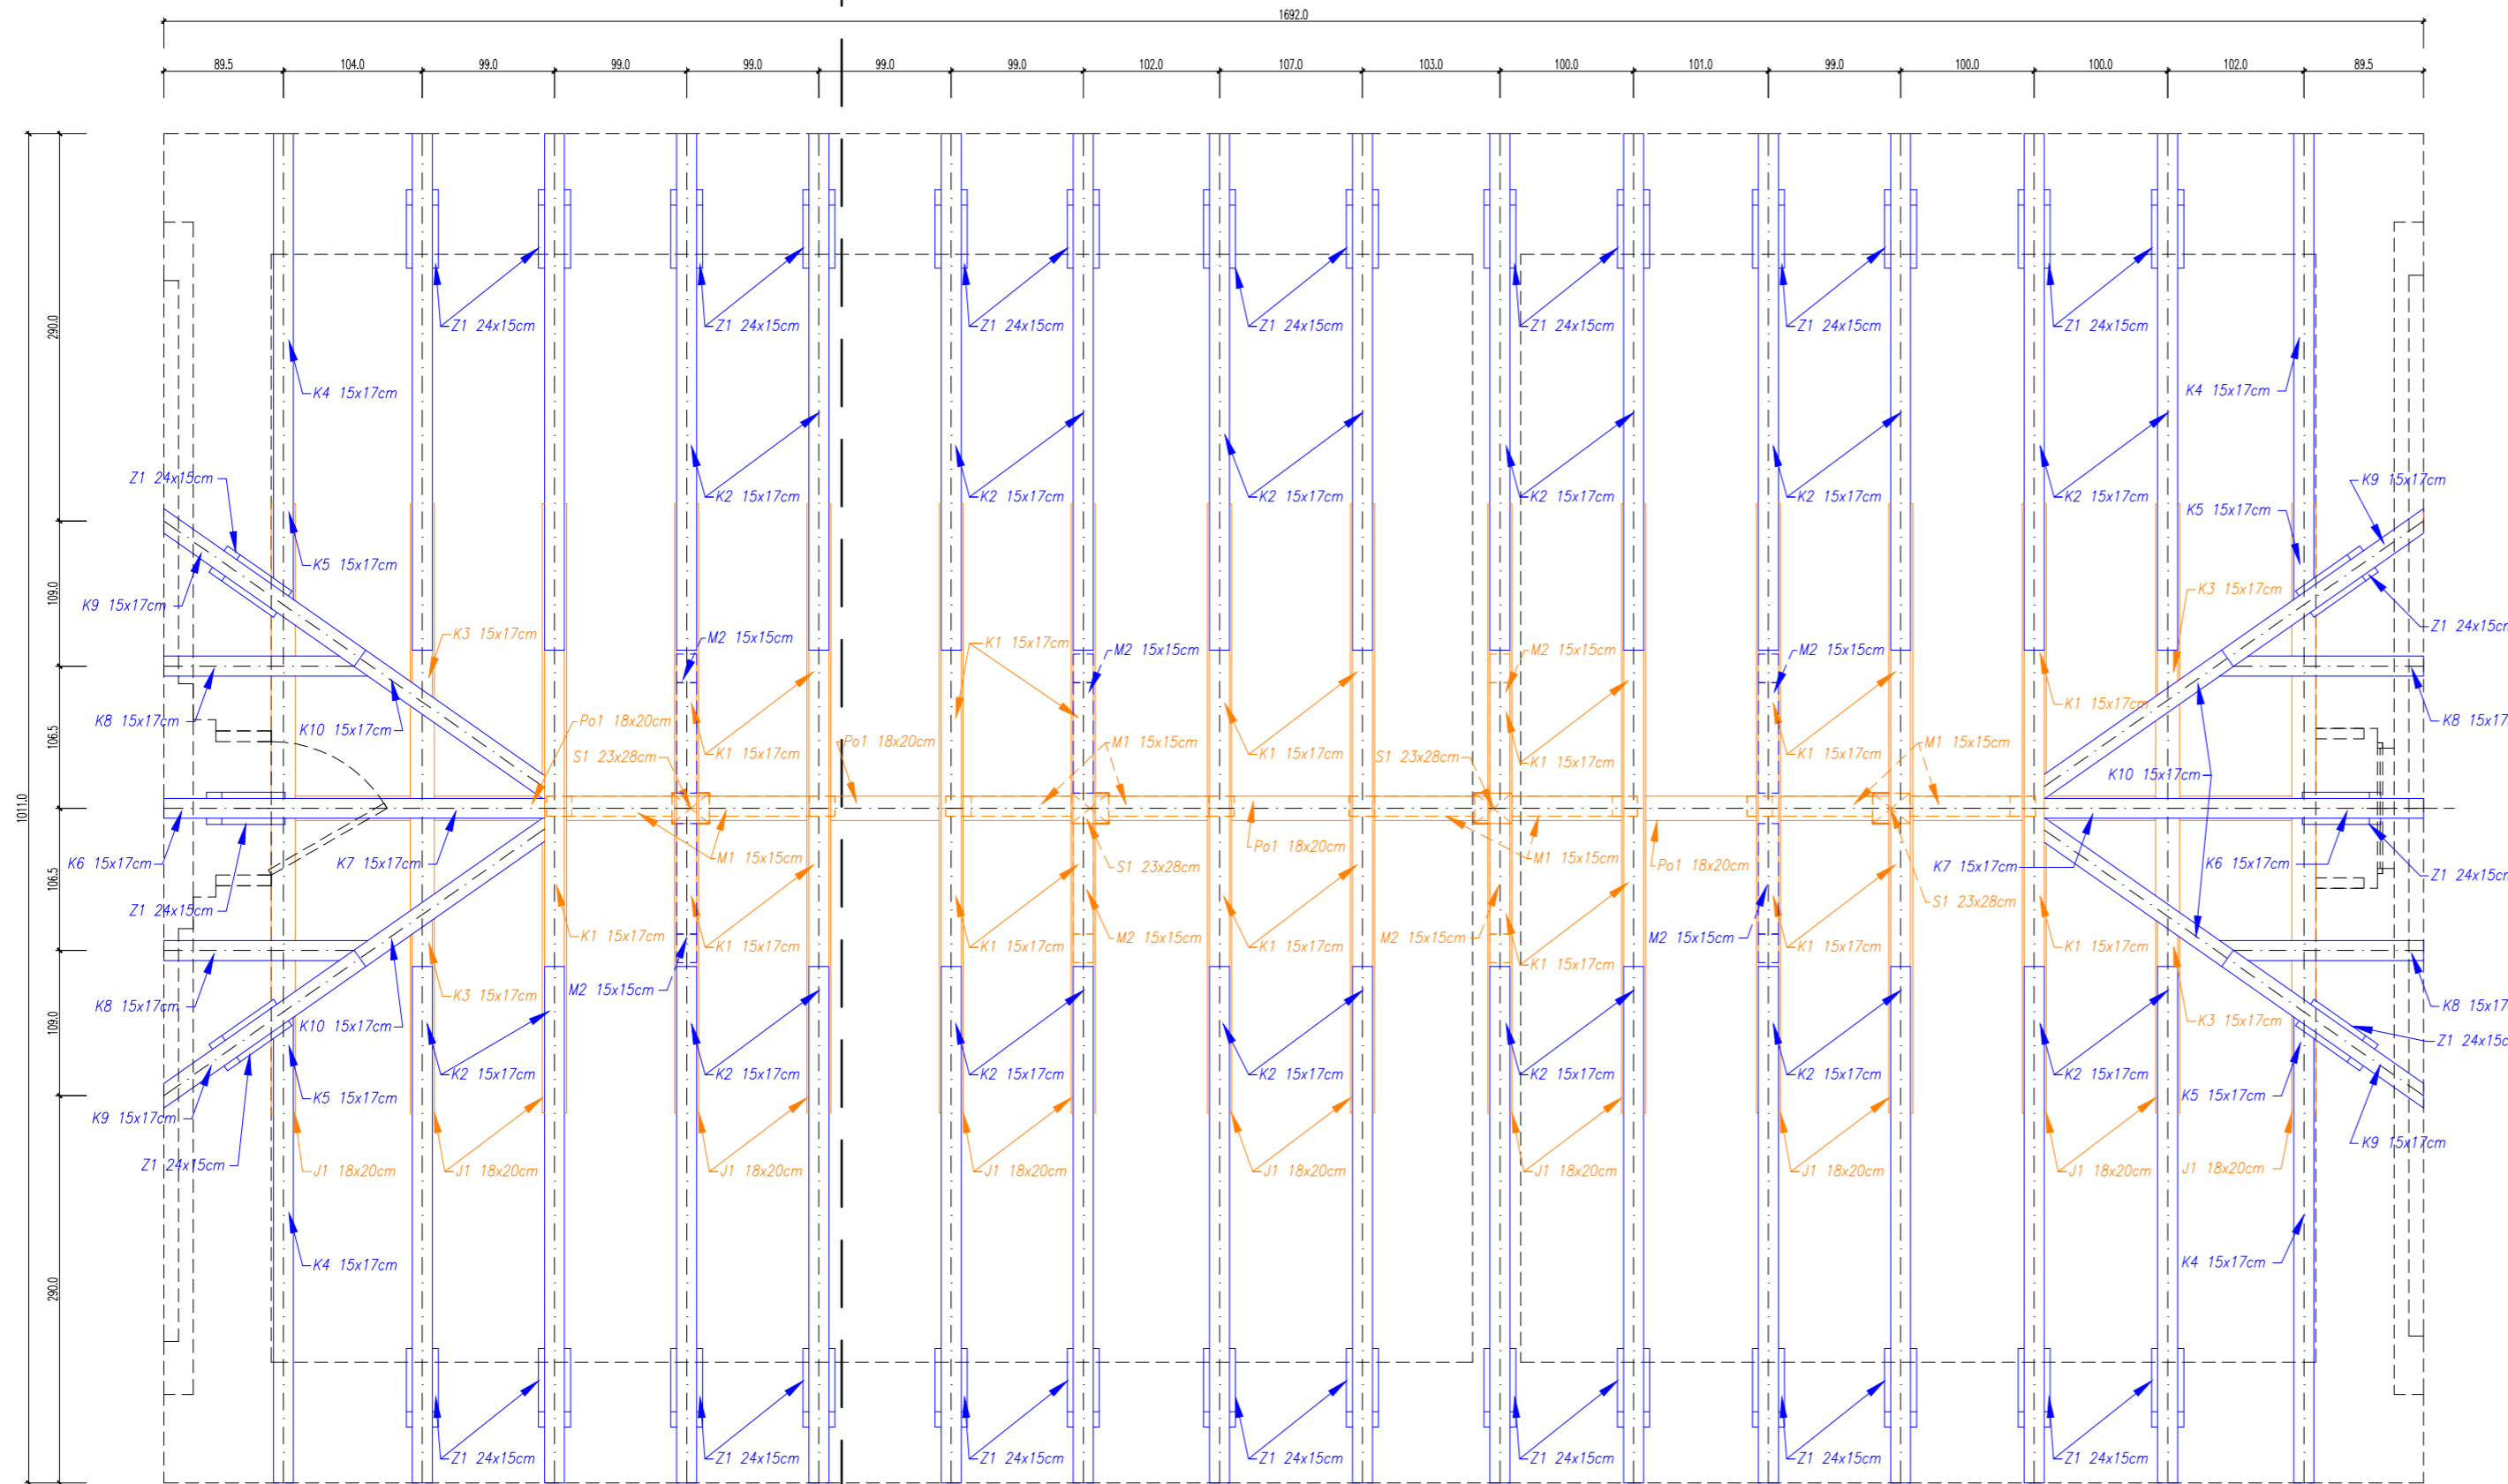 1692.0
89.5 104.0 99.0 99.0 99.0 99.0 99.0 102.0 107.0 103.0 100.0 101.0 99.0 100.0 100.0 102.0 89.5
290.0
109.0
106.5
1011.0
106.5
109.0
290.0
Z1 24x15cm Z1 24x15cm Z1 24x15cm Z1 24x15cm Z1 24x15cm Z1 24x15cm Z1 24x15cm
K4 15x17cm K4 15x17cm
Z1 24x15cm K2 15x17cm K2 15x17cm K2 15x17cm K2 15x17cm K2 15x17cm K2 15x17cm K9 15x17cm
K5 15x17cm K5 15x17cm
K9 15x17cm K3 15x17cm
K3 15x17cm M2 15x15cm K1 15x17cm M2 15x15cm M2 15x15cm M2 15x15cm Z1 24x15cm
K8 15x17cm K10 15x17cm Po1 18x20cm K1 15x17cm K8 15x17
S1 23x28cm K1 15x17cm Po1 18x20cm M1 15x15cm K1 15x17cm S1 23x28cm K1 15x17cm K1 15x17cm M1 15x15cm
K10 15x17cm
K6 15x17cm K7 15x17cm M1 15x15cm S1 23x28cm Po1 18x20cm M1 15x15cm Po1 18x20cm K7 15x17cm K6 15x17cm
Z1 24x15cm S1 23x28cm Z1 24x15cm
K1 15x17cm K1 15x17cm K1 15x17cm M2 15x15cm K1 15x17cm M2 15x15cm K1 15x17cm M2 15x15cm K1 15x17cm K1 15x17cm
K8 15x17cm K3 15x17cm M2 15x15cm K8 15x17
K10 15x17cm K3 15x17cm
Z1 24x15c
K2 15x17cm K2 15x17cm K2 15x17cm K2 15x17cm K2 15x17cm K2 15x17cm K2 15x17cm
K9 15x17cm K5 15x17cm K5 15x17cm
K9 15x17cm
Z1 24x15cm J1 18x20cm J1 18x20cm J1 18x20cm J1 18x20cm J1 18x20cm J1 18x20cm J1 18x20cm J1 18x20cm J1 18x20cm
K4 15x17cm K4 15x17cm
Z1 24x15cm Z1 24x15cm Z1 24x15cm Z1 24x15cm Z1 24x15cm Z1 24x15cm Z1 24x15cm